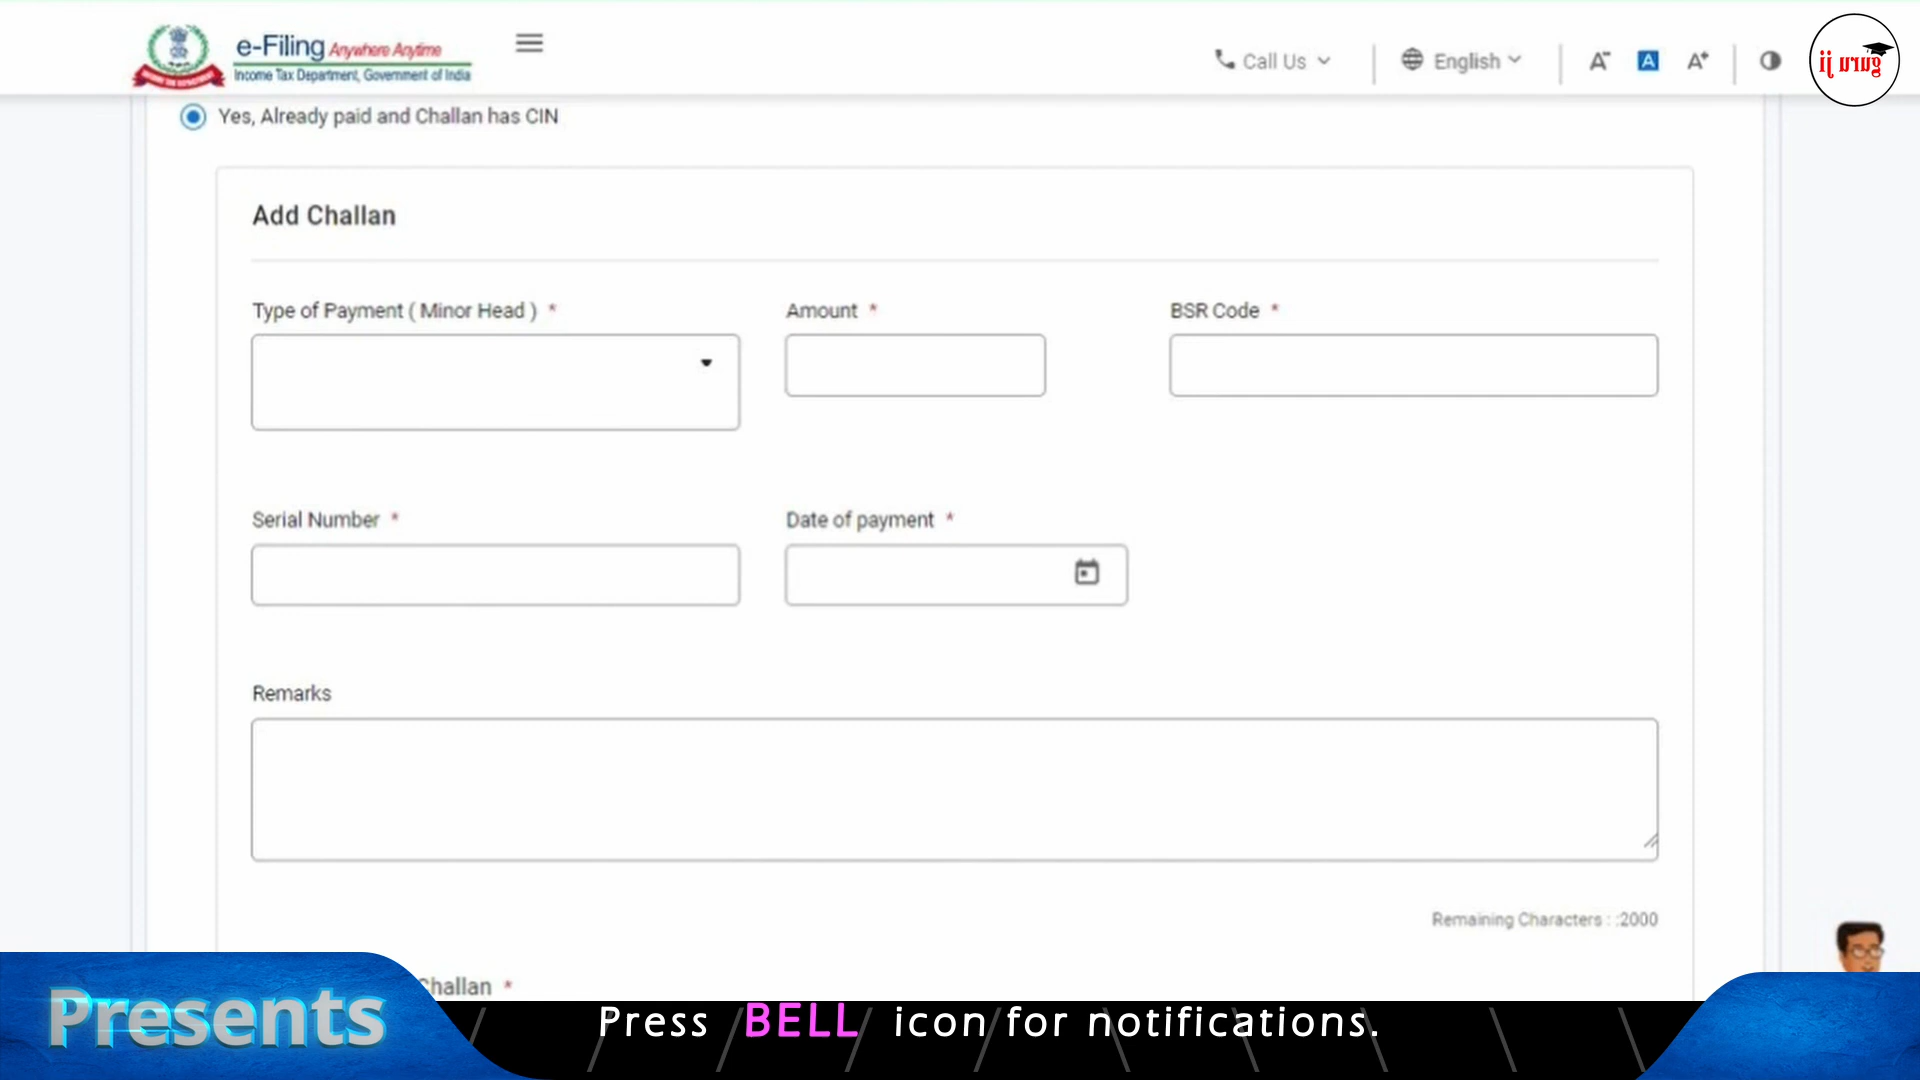 e-Filing Anywhere Anytime
Income Tax Department, Government of India
Call Us
English
A-
A
A+
Yes, Already paid and Challan has CIN
Add Challan
Type of Payment ( Minor Head ) *
Amount *
BSR Code *
Serial Number *
Date of payment *
Remarks
Remaining Characters : :2000
Challan *
Presents
Press BELL icon for notifications.